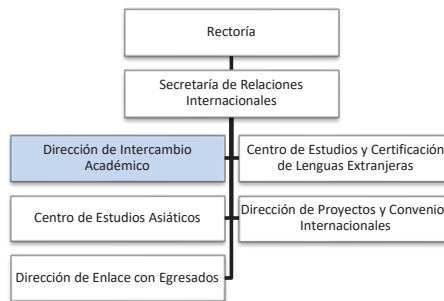 Rectoría
Secretaría de Relaciones
Internacionales
Dirección de Intercambio
Académico
Centro de Estudios y Certificación
de Lenguas Extranjeras
Centro de Estudios Asiáticos
Dirección de Proyectos y Convenio
Internacionales
Dirección de Enlace con Egresados